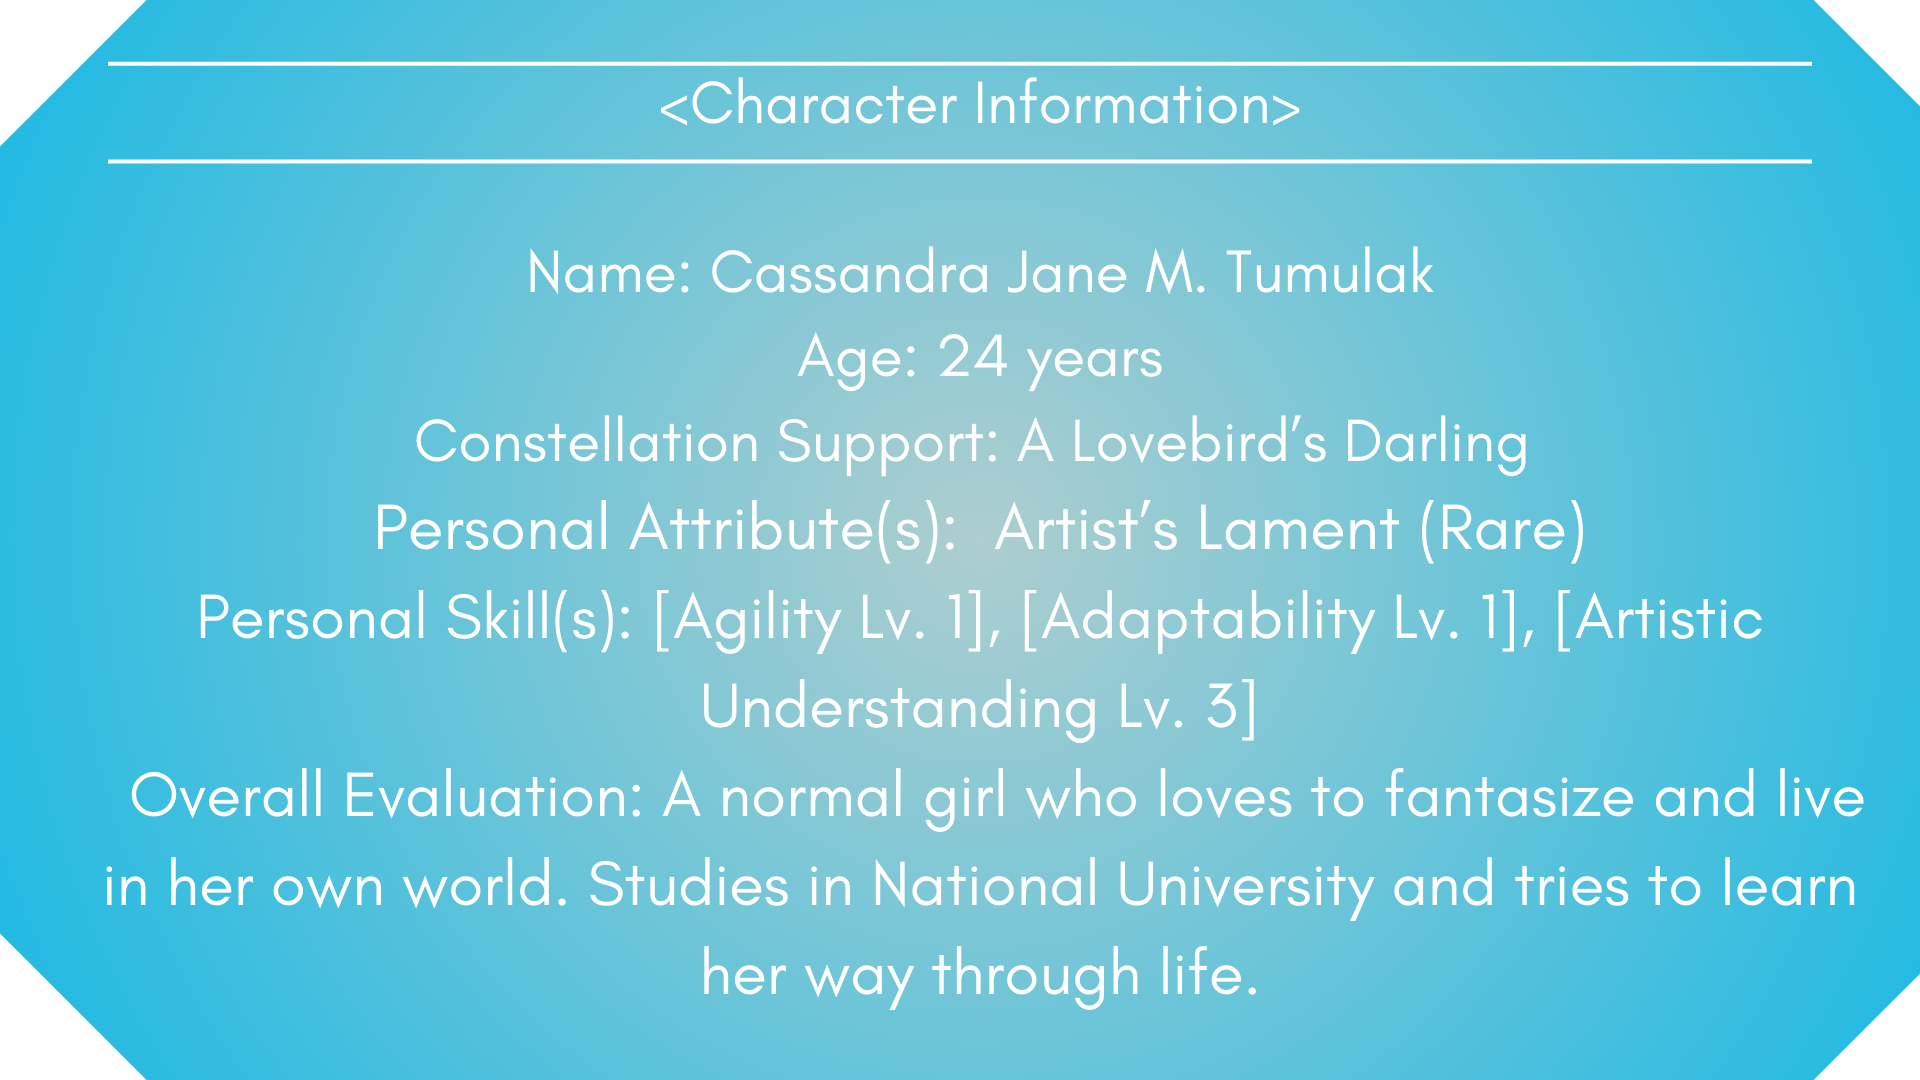 <Character Information>
Name: Cassandra Jane M. Tumulak
Age: 24 years
Constellation Support: A Lovebird’s Darling
Personal Attribute(s):  Artist’s Lament (Rare)
Personal Skill(s): [Agility Lv. 1], [Adaptability Lv. 1], [Artistic
Understanding Lv. 3]
Overall Evaluation: A normal girl who loves to fantasize and live
in her own world. Studies in National University and tries to learn
her way through life.